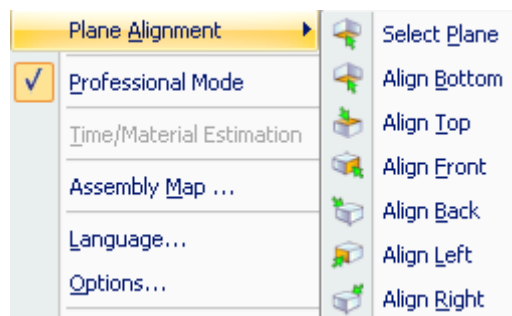 Plane Alignment
Professional Mode
Time/Material Estimation
Assembly Map ...
Language...
Options...
Select Plane
Align Bottom
Align Top
Align Front
Align Back
Align Left
Align Right